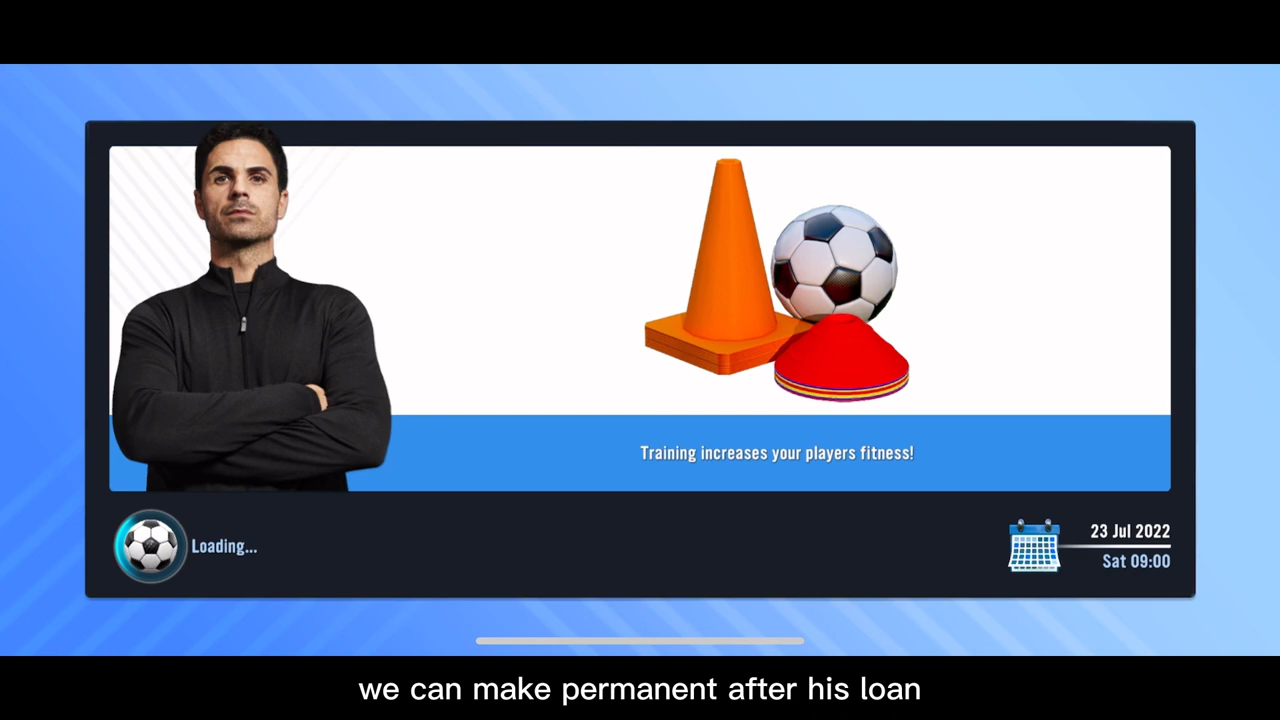 Training increases your players fitness!
Loading...
23 Jul 2022
Sat 09:00
we can make permanent after his loan